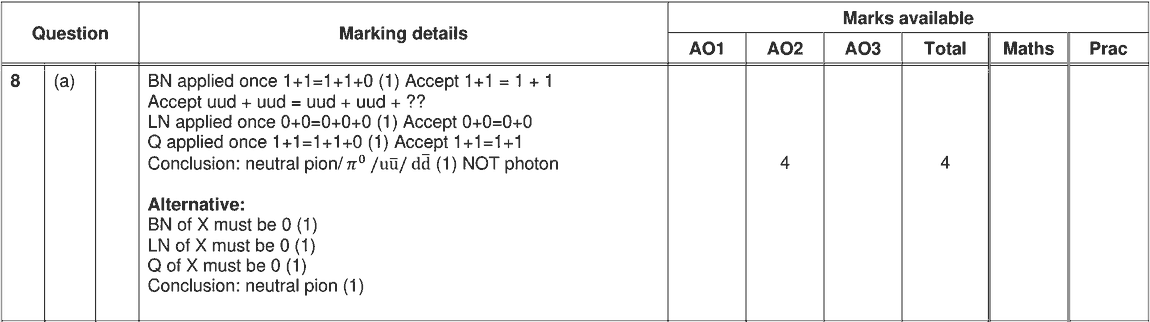 Question Marking details Marks available
AO1 AO2 AO3 Total Maths Prac
8 (a) BN applied once 1+1=1+1+0 (1) Accept 1+1 = 1 + 1
Accept uud + uud = uud + uud + ??
LN applied once 0+0=0+0+0 (1) Accept 0+0=0+0
Q applied once 1+1=1+1+0 (1) Accept 1+1=1+1
Conclusion: neutral pion/ π⁰ /uū/ dd̄ (1) NOT photon 4 4
Alternative:
BN of X must be 0 (1)
LN of X must be 0 (1)
Q of X must be 0 (1)
Conclusion: neutral pion (1)